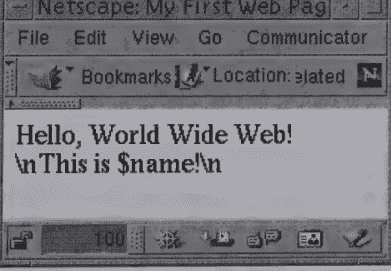 Netscape: My First Web Pag
File Edit View Go Communicator
Bookmarks Location: elated N
Hello, World Wide Web!
\nThis is $name!\n
100